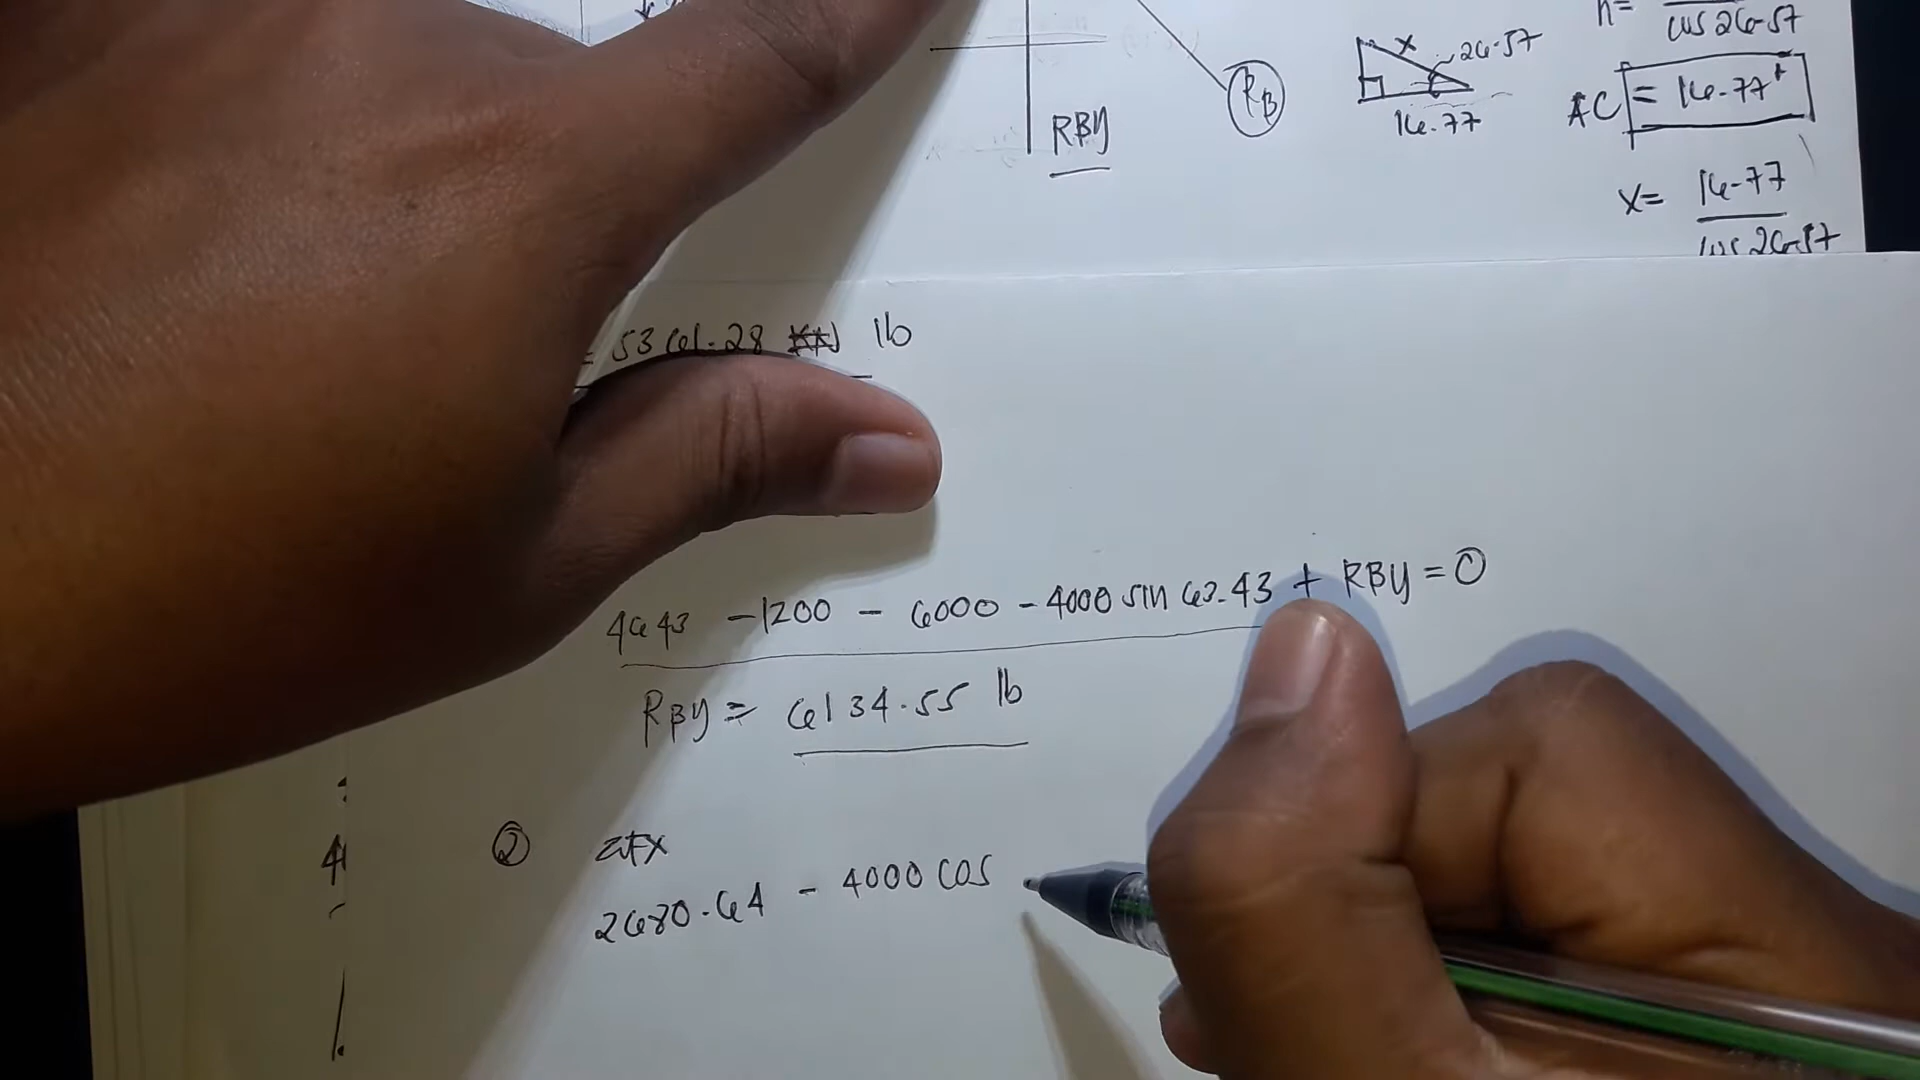 h=
cos 26.57
x
26.57
AC = 16.77'
RB
16.77
RBY
x= 16.77
cos 26.57
= 5361.28 lb
4643 - 1200 - 6000 - 4000 sin 63.43 + RBY = 0
RBY = 6134.55 lb
② ΣFX
2680.64 - 4000 cos